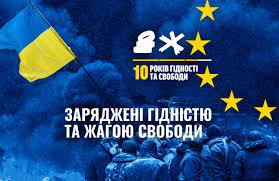 10 РОКІВ ГІДНОСТІ
ТА СВОБОДИ
ЗАРЯДЖЕНІ ГІДНІСТЮ
ТА ЖАГОЮ СВОБОДИ